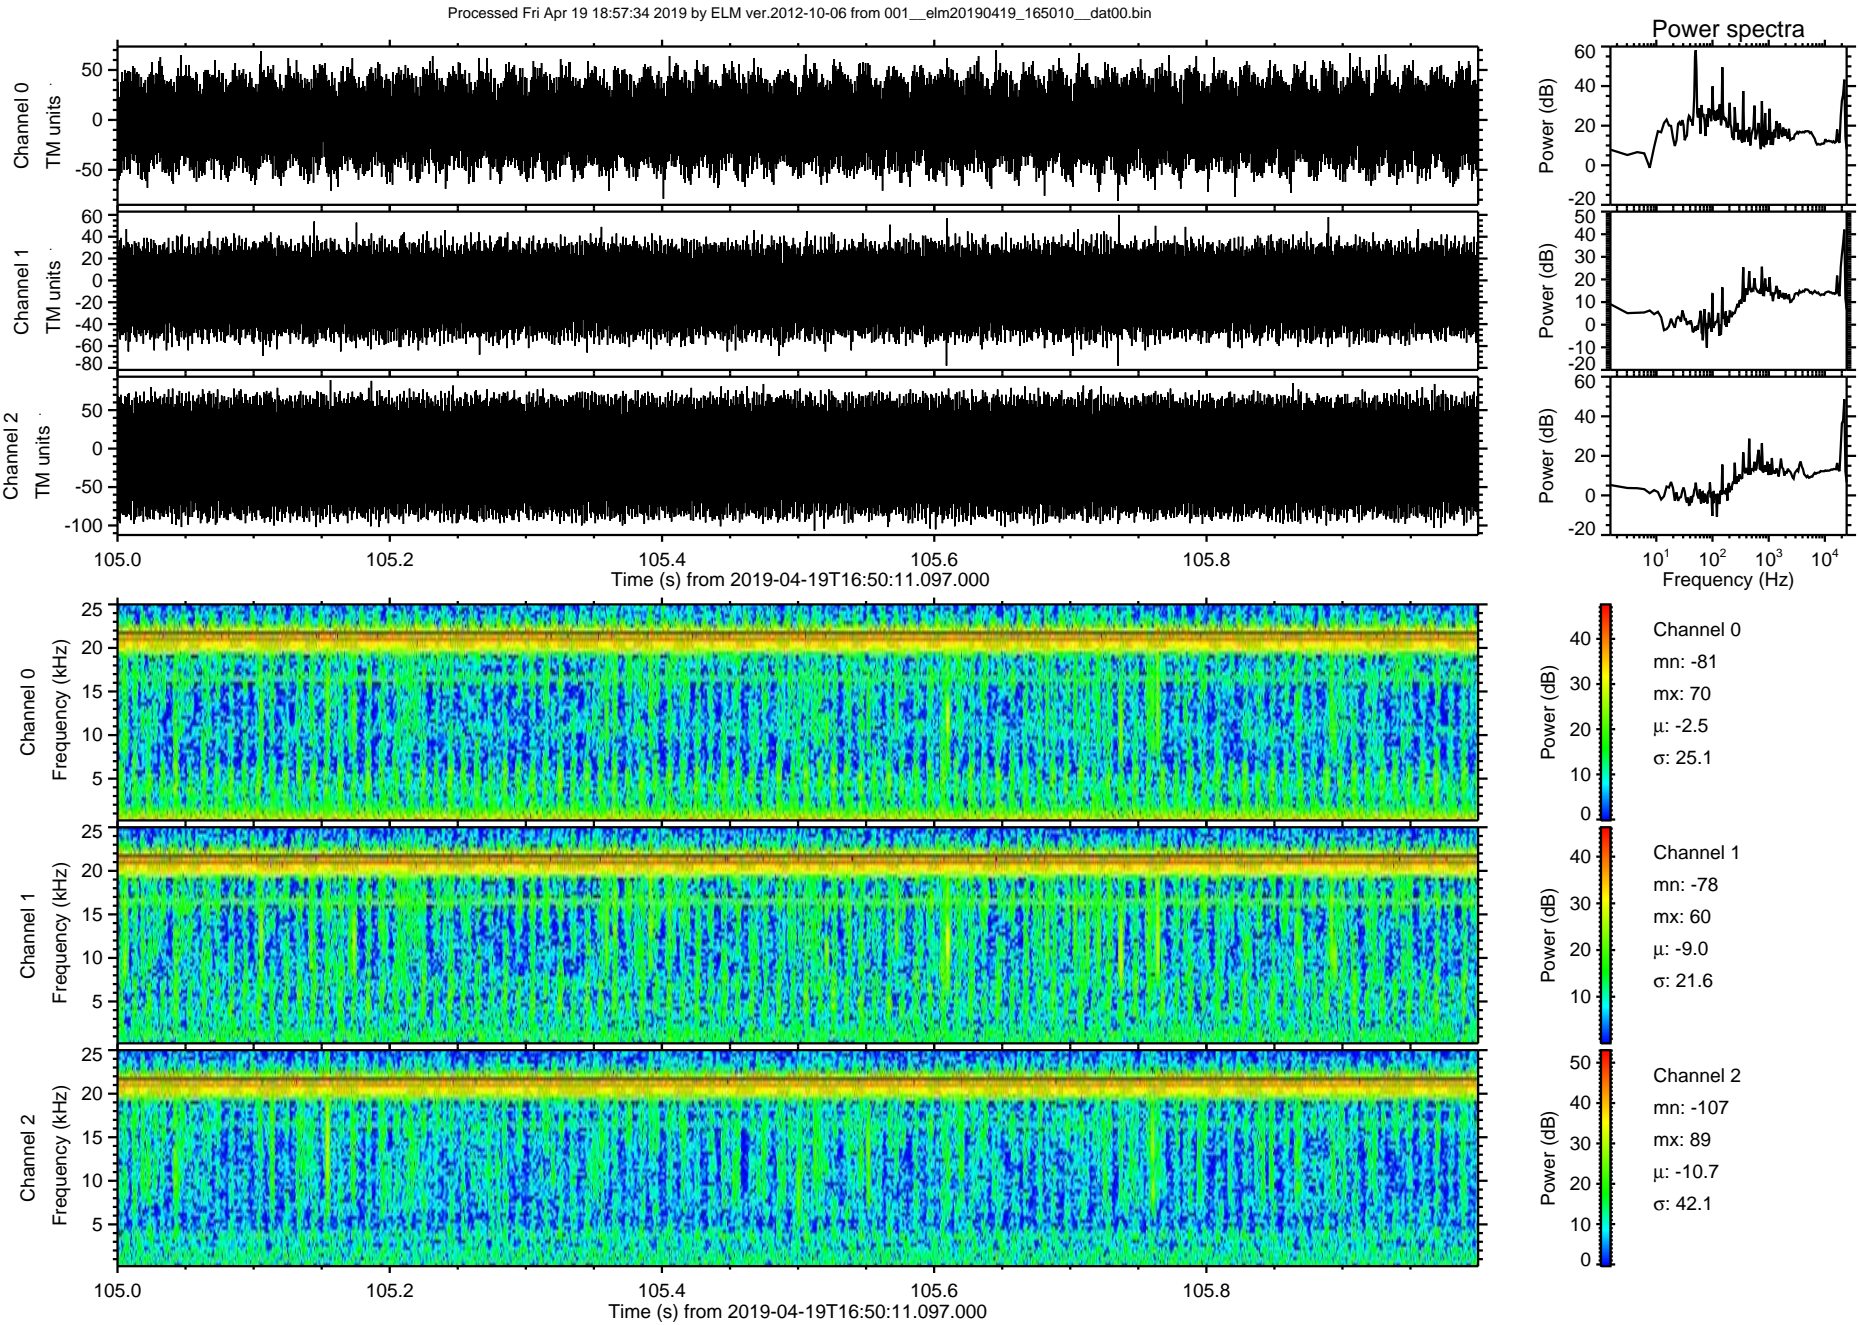 Processed Fri Apr 19 18:57:34 2019 by ELM ver.2012-10-06 from 001__elm20190419_165010__dat00.bin
Power spectra
Channel 0
TM units
50
0
-50
Power (dB)
60
40
20
0
-20
Channel 1
TM units
60
40
20
0
-20
-40
-60
-80
Power (dB)
50
40
30
20
10
0
-10
-20
Channel 2
TM units
50
0
-50
-100
Power (dB)
60
40
20
0
-20
105.0 105.2 105.4 105.6 105.8
Time (s) from 2019-04-19T16:50:11.097.000
10^1 10^2 10^3 10^4
Frequency (Hz)
Channel 0
Frequency (kHz)
25
20
15
10
5
Power (dB)
40
30
20
10
0
Channel 0
mn: -81
mx: 70
μ: -2.5
σ: 25.1
Channel 1
Frequency (kHz)
25
20
15
10
5
Power (dB)
40
30
20
10
Channel 1
mn: -78
mx: 60
μ: -9.0
σ: 21.6
Channel 2
Frequency (kHz)
25
20
15
10
5
Power (dB)
50
40
30
20
10
0
Channel 2
mn: -107
mx: 89
μ: -10.7
σ: 42.1
105.0 105.2 105.4 105.6 105.8
Time (s) from 2019-04-19T16:50:11.097.000